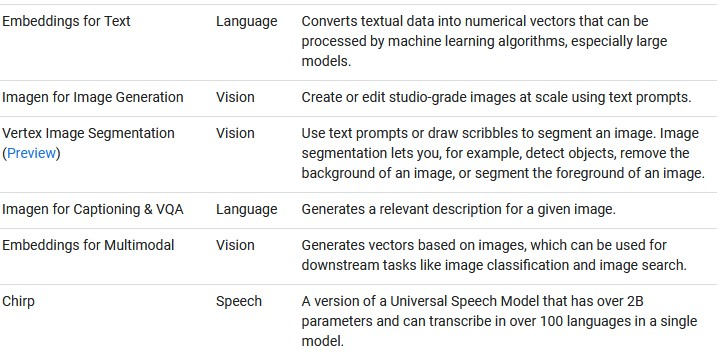 Embeddings for Text Language Converts textual data into numerical vectors that can be
processed by machine learning algorithms, especially large
models.
Imagen for Image Generation Vision Create or edit studio-grade images at scale using text prompts.
Vertex Image Segmentation Vision Use text prompts or draw scribbles to segment an image. Image
(Preview) segmentation lets you, for example, detect objects, remove the
background of an image, or segment the foreground of an image.
Imagen for Captioning & VQA Language Generates a relevant description for a given image.
Embeddings for Multimodal Vision Generates vectors based on images, which can be used for
downstream tasks like image classification and image search.
Chirp Speech A version of a Universal Speech Model that has over 2B
parameters and can transcribe in over 100 languages in a single
model.